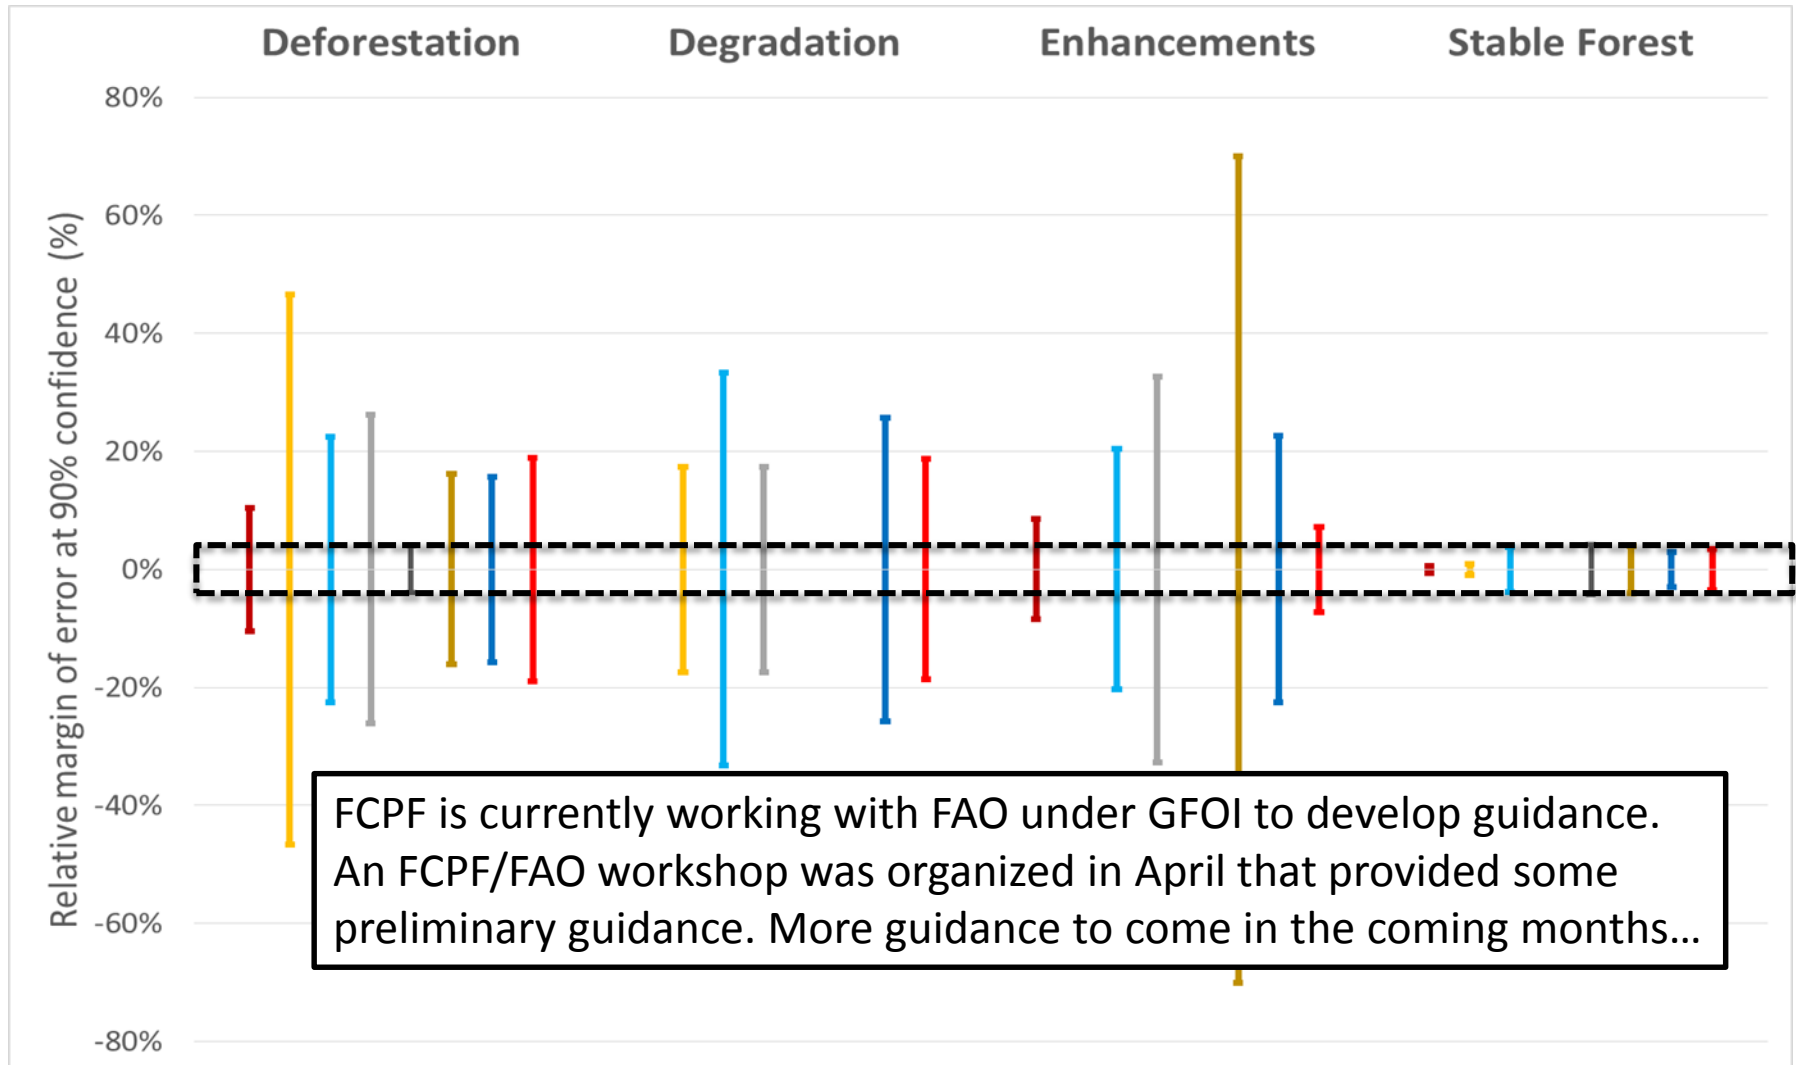 Deforestation Degradation Enhancements Stable Forest
Relative margin of error at 90% confidence (%)
80%
60%
40%
20%
0%
-20%
-40%
-60%
-80%
FCPF is currently working with FAO under GFOI to develop guidance.
An FCPF/FAO workshop was organized in April that provided some
preliminary guidance. More guidance to come in the coming months…